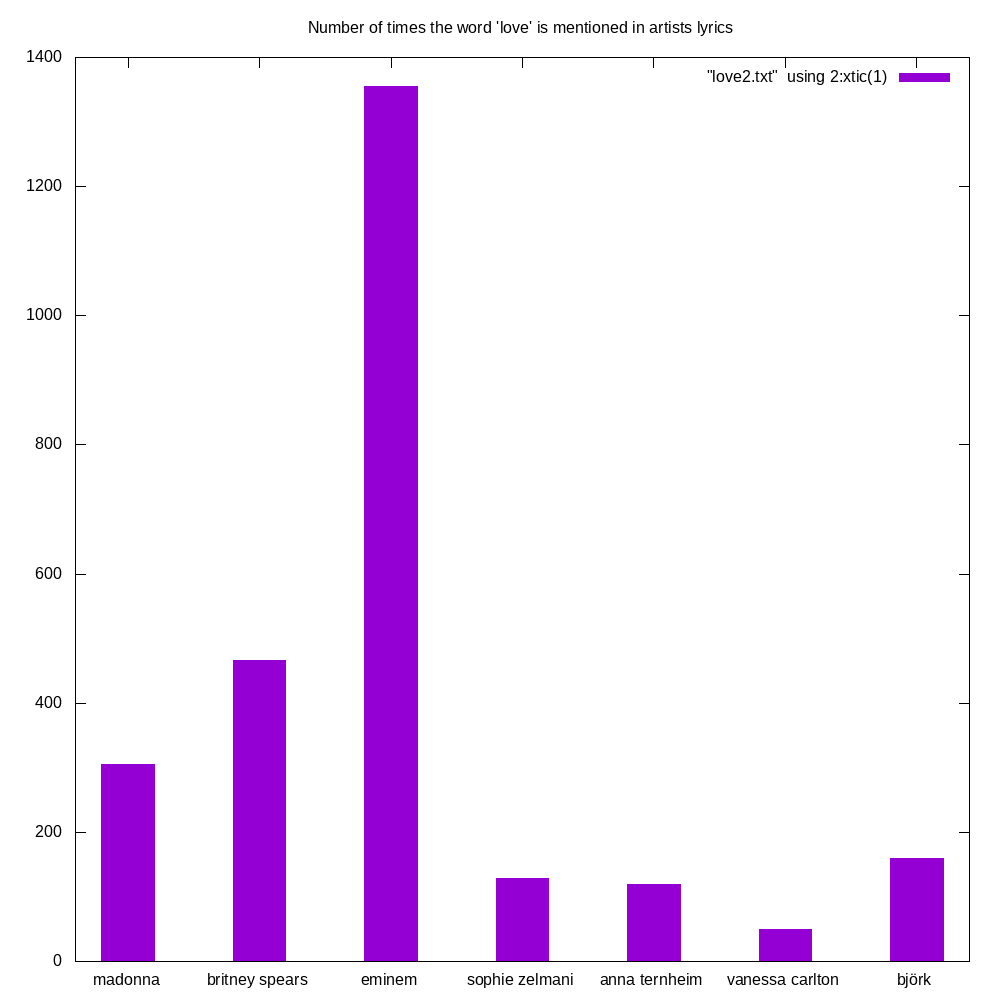 Number of times the word 'love' is mentioned in artists lyrics
"love2.txt"  using 2:xtic(1)
1400
1200
1000
800
600
400
200
0
madonna britney spears eminem sophie zelmani anna ternheim vanessa carlton björk